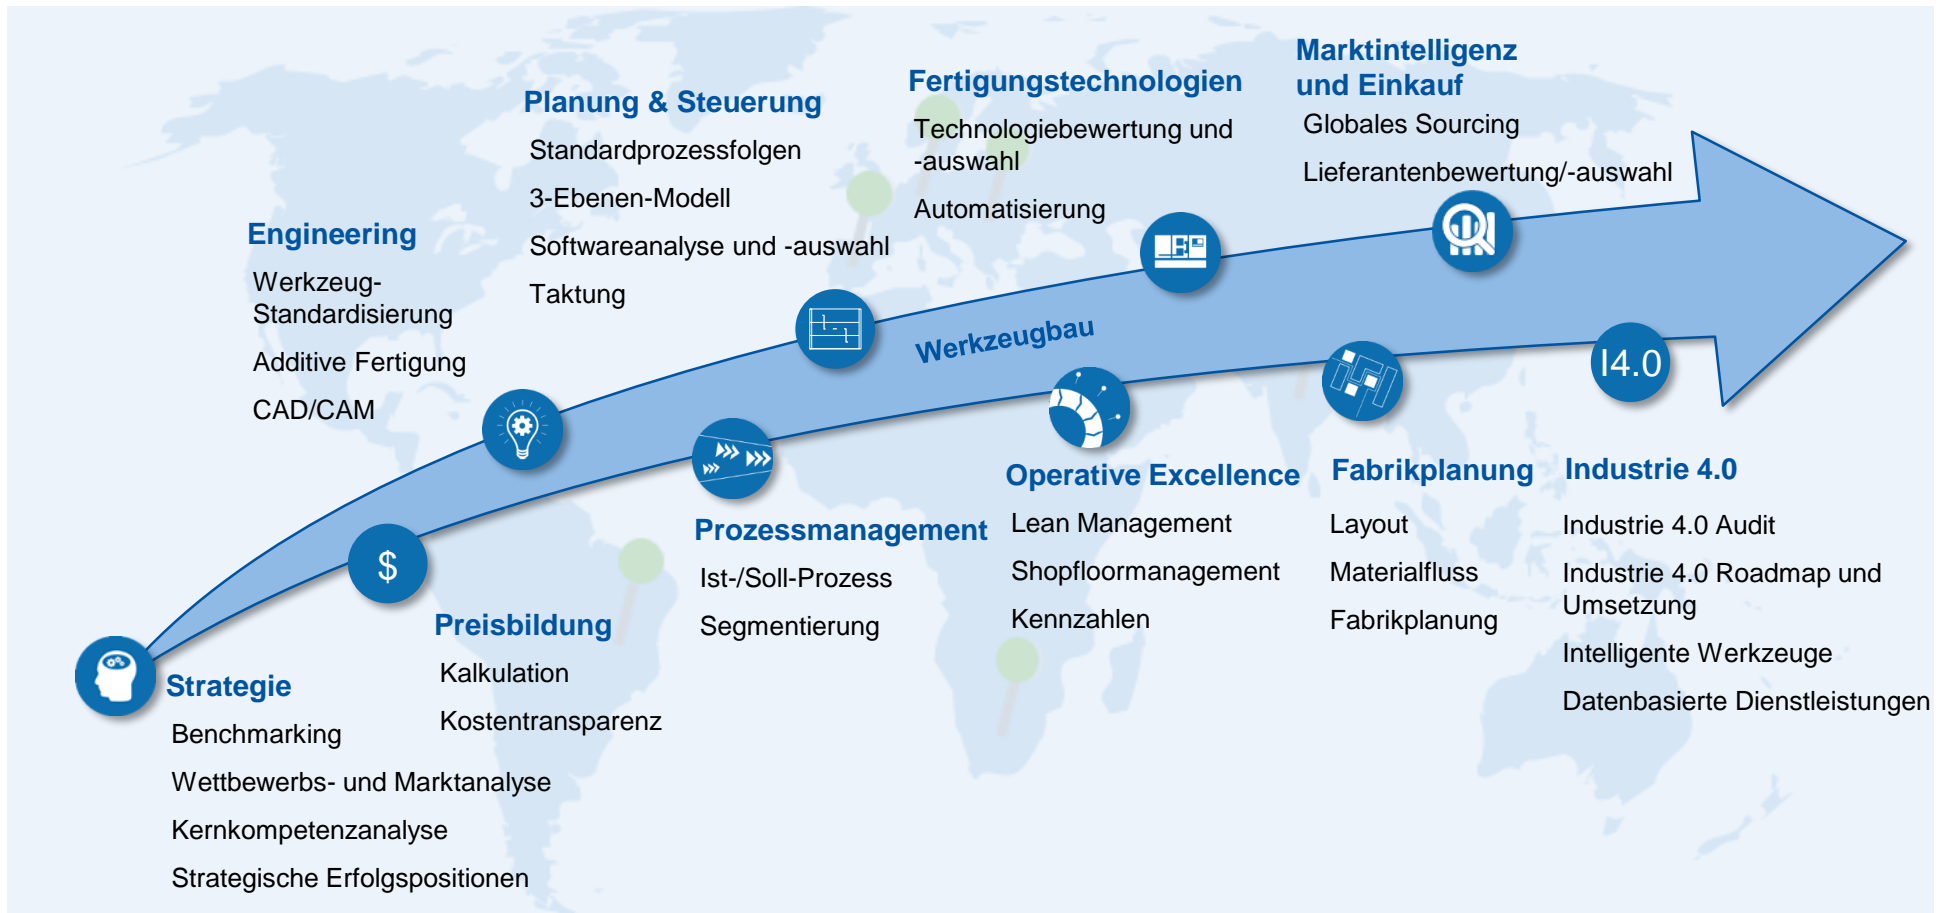 Marktintelligenz
und Einkauf
Globales Sourcing
Lieferantenbewertung/-auswahl
Fertigungstechnologien
Technologiebewertung und
-auswahl
Automatisierung
Planung & Steuerung
Standardprozessfolgen
3-Ebenen-Modell
Softwareanalyse und -auswahl
Taktung
Engineering
Werkzeug-
Standardisierung
Additive Fertigung
CAD/CAM
Werkzeugbau
I4.0
$
Strategie
Benchmarking
Wettbewerbs- und Marktanalyse
Kernkompetenzanalyse
Strategische Erfolgspositionen
Preisbildung
Kalkulation
Kostentransparenz
Prozessmanagement
Ist-/Soll-Prozess
Segmentierung
Operative Excellence
Lean Management
Shopfloormanagement
Kennzahlen
Fabrikplanung
Layout
Materialfluss
Fabrikplanung
Industrie 4.0
Industrie 4.0 Audit
Industrie 4.0 Roadmap und
Umsetzung
Intelligente Werkzeuge
Datenbasierte Dienstleistungen